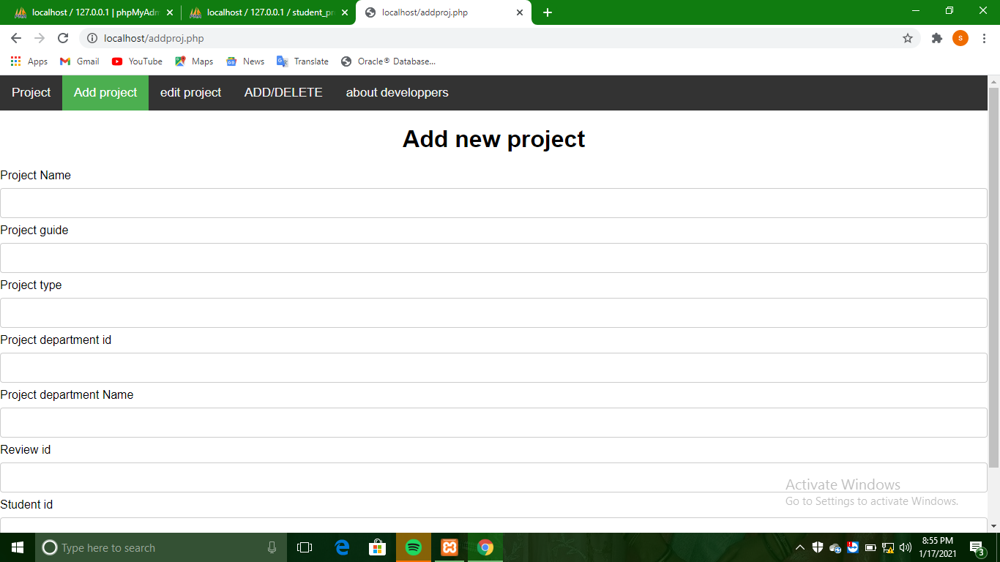 localhost / 127.0.0.1 | phpMyAdm
localhost / 127.0.0.1 / student_pr
localhost/addproj.php
localhost/addproj.php
S
Apps
Gmail
YouTube
Maps
News
Translate
Oracle® Database...
Project
Add project
edit project
ADD/DELETE
about developpers
Add new project
Project Name
Project guide
Project type
Project department id
Project department Name
Review id
Student id
Activate Windows
Go to Settings to activate Windows.
Type here to search
8:55 PM
1/17/2021
3